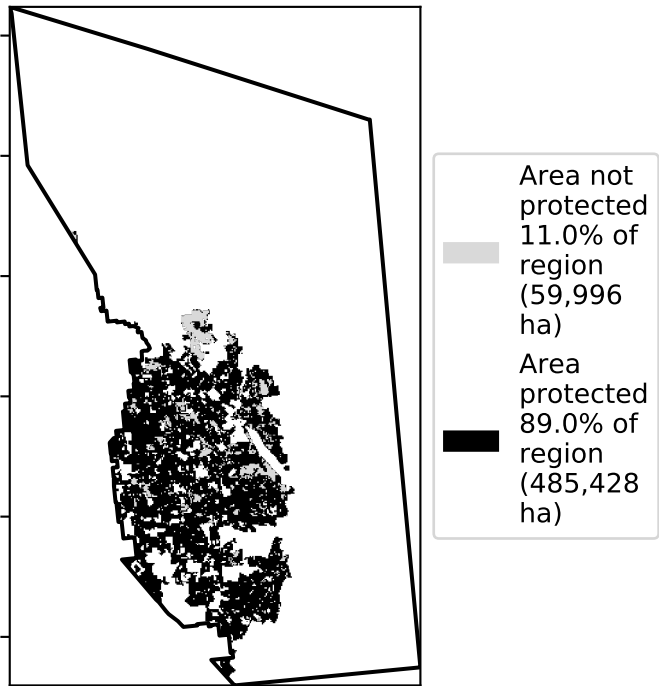 Area not
protected
11.0% of
region
(59,996
ha)
Area
protected
89.0% of
region
(485,428
ha)